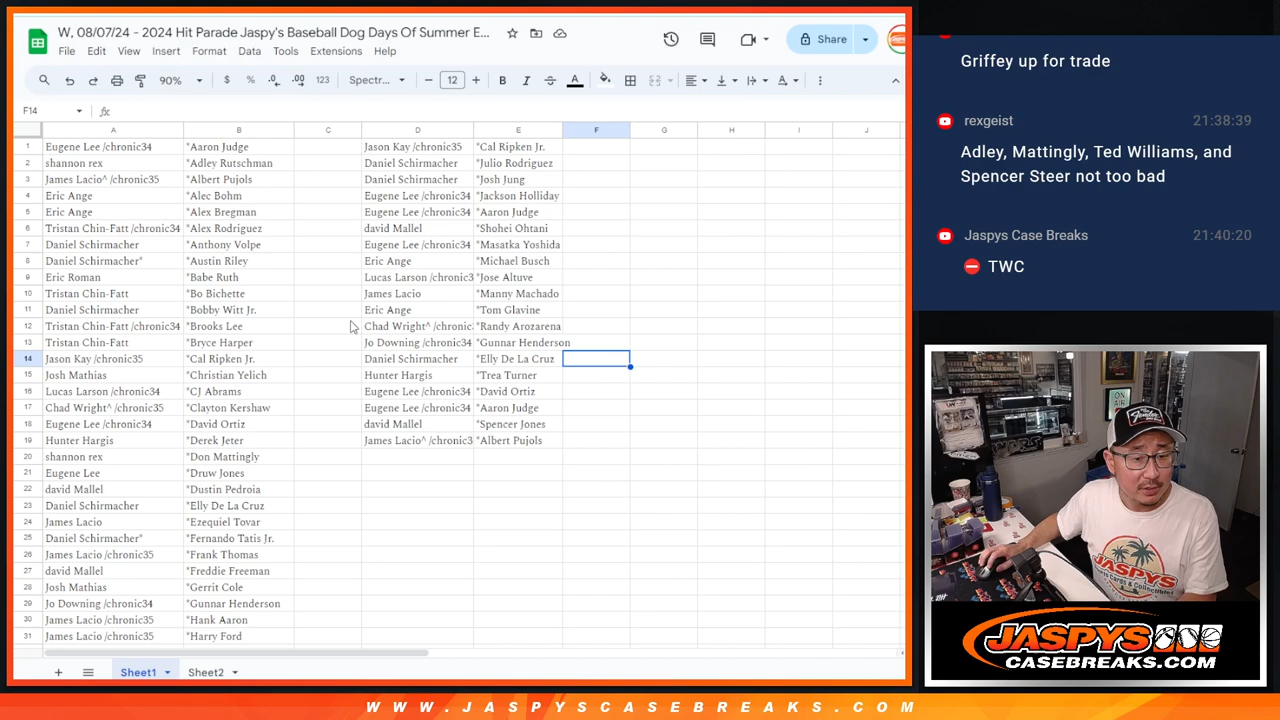 W, 08/07/24 - 2024 Hit Parade Jaspy's Baseball Dog Days Of Summer E...
File Edit View Insert Format Data Tools Extensions Help
Share
90% $ % .0 .00 123 Spectr... 12 B I A
F14 fx
A B C D E F G H I J
1 Eugene Lee /chronic34 *Aaron Judge Jason Kay /chronic35 *Cal Ripken Jr.
2 shannon rex *Adley Rutschman Daniel Schirmacher *Julio Rodriguez
3 James Lacio^ /chronic35 *Albert Pujols Daniel Schirmacher *Josh Jung
4 Eric Ange *Alec Bohm Eugene Lee /chronic34 *Jackson Holliday
5 Eric Ange *Alex Bregman Eugene Lee /chronic34 *Aaron Judge
6 Tristan Chin-Fatt /chronic34 *Alex Rodriguez david Mallel *Shohei Ohtani
7 Daniel Schirmacher *Anthony Volpe Eugene Lee /chronic34 *Masatka Yoshida
8 Daniel Schirmacher* *Austin Riley Eric Ange *Michael Busch
9 Eric Roman *Babe Ruth Lucas Larson /chronic3 *Jose Altuve
10 Tristan Chin-Fatt *Bo Bichette James Lacio *Manny Machado
11 Daniel Schirmacher *Bobby Witt Jr. Eric Ange *Tom Glavine
12 Tristan Chin-Fatt /chronic34 *Brooks Lee Chad Wright^ /chronic *Randy Arozarena
13 Tristan Chin-Fatt *Bryce Harper Jo Downing /chronic34 *Gunnar Henderson
14 Jason Kay /chronic35 *Cal Ripken Jr. Daniel Schirmacher *Elly De La Cruz
15 Josh Mathias *Christian Yelich Hunter Hargis *Trea Turner
16 Lucas Larson /chronic34 *CJ Abrams Eugene Lee /chronic34 *David Ortiz
17 Chad Wright^ /chronic35 *Clayton Kershaw Eugene Lee /chronic34 *Aaron Judge
18 Eugene Lee /chronic34 *David Ortiz david Mallel *Spencer Jones
19 Hunter Hargis *Derek Jeter James Lacio^ /chronic3 *Albert Pujols
20 shannon rex *Don Mattingly
21 Eugene Lee *Druw Jones
22 david Mallel *Dustin Pedroia
23 Daniel Schirmacher *Elly De La Cruz
24 James Lacio *Ezequiel Tovar
25 Daniel Schirmacher* *Fernando Tatis Jr.
26 James Lacio /chronic35 *Frank Thomas
27 david Mallel *Freddie Freeman
28 Josh Mathias *Gerrit Cole
29 Jo Downing /chronic34 *Gunnar Henderson
30 James Lacio /chronic35 *Hank Aaron
31 James Lacio /chronic35 *Harry Ford
Sheet1 Sheet2
Griffey up for trade
rexgeist 21:38:39
Adley, Mattingly, Ted Williams, and
Spencer Steer not too bad
Jaspys Case Breaks 21:40:20
TWC
ON AIR
Fender
JASPYS
JASPYS
CASEBREAKS.COM
WWW.JASPYSCASEBREAKS.COM